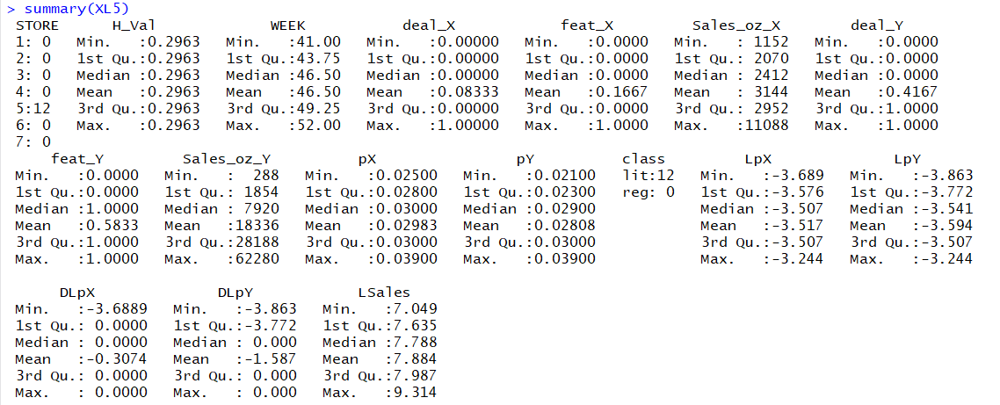 > summary(XL5)
STORE H_Val WEEK deal_X feat_X Sales_oz_X deal_Y
1: 0 Min. :0.2963 Min. :41.00 Min. :0.00000 Min. :0.0000 Min. : 1152 Min. :0.0000
2: 0 1st Qu.:0.2963 1st Qu.:43.75 1st Qu.:0.00000 1st Qu.:0.0000 1st Qu.: 2070 1st Qu.:0.0000
3: 0 Median :0.2963 Median :46.50 Median :0.00000 Median :0.0000 Median : 2412 Median :0.0000
4: 0 Mean :0.2963 Mean :46.50 Mean :0.08333 Mean :0.1667 Mean : 3144 Mean :0.4167
5:12 3rd Qu.:0.2963 3rd Qu.:49.25 3rd Qu.:0.00000 3rd Qu.:0.0000 3rd Qu.: 2952 3rd Qu.:1.0000
6: 0 Max. :0.2963 Max. :52.00 Max. :1.00000 Max. :1.0000 Max. :11088 Max. :1.0000
7: 0
feat_Y Sales_oz_Y pX pY class LpX LpY
Min. :0.0000 Min. : 288 Min. :0.02500 Min. :0.02100 lit:12 Min. :-3.689 Min. :-3.863
1st Qu.:0.0000 1st Qu.: 1854 1st Qu.:0.02800 1st Qu.:0.02300 reg: 0 1st Qu.:-3.576 1st Qu.:-3.772
Median :1.0000 Median : 7920 Median :0.03000 Median :0.02900 Median :-3.507 Median :-3.541
Mean :0.5833 Mean :18336 Mean :0.02983 Mean :0.02808 Mean :-3.517 Mean :-3.594
3rd Qu.:1.0000 3rd Qu.:28188 3rd Qu.:0.03000 3rd Qu.:0.03000 3rd Qu.:-3.507 3rd Qu.:-3.507
Max. :1.0000 Max. :62280 Max. :0.03900 Max. :0.03900 Max. :-3.244 Max. :-3.244
DLpX DLpY LSales
Min. :-3.6889 Min. :-3.863 Min. :7.049
1st Qu.: 0.0000 1st Qu.:-3.772 1st Qu.:7.635
Median : 0.0000 Median : 0.000 Median :7.788
Mean :-0.3074 Mean :-1.587 Mean :7.884
3rd Qu.: 0.0000 3rd Qu.: 0.000 3rd Qu.:7.987
Max. : 0.0000 Max. : 0.000 Max. :9.314